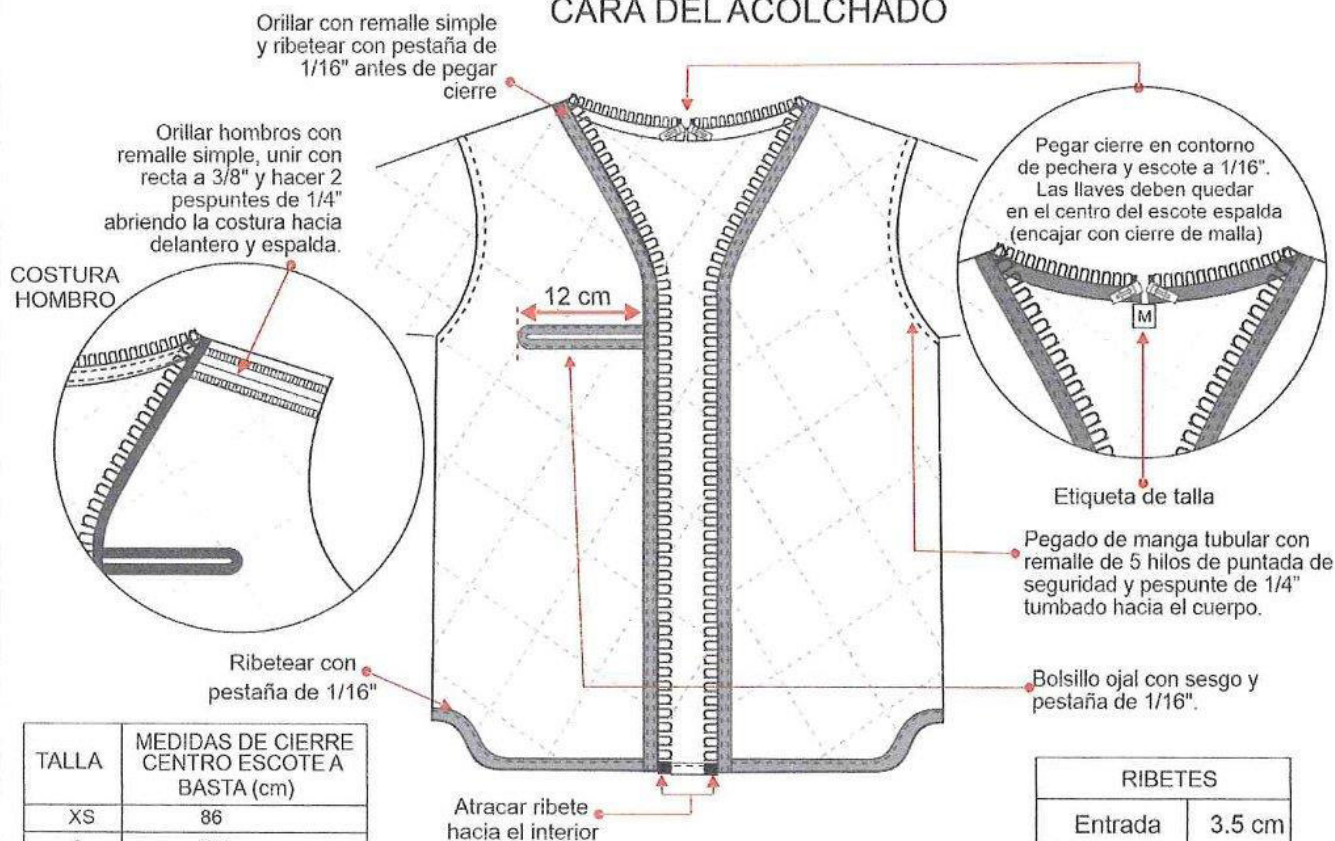 CARA DEL ACOLCHADO
Orillar con remalle simple
y ribetear con pestaña de
1/16" antes de pegar
cierre
Orillar hombros con
remalle simple, unir con
recta a 3/8" y hacer 2
pespuntes de 1/4"
abriendo la costura hacia
delantero y espalda.
COSTURA
HOMBRO
12 cm
Pegar cierre en contorno
de pechera y escote a 1/16".
Las llaves deben quedar
en el centro del escote espalda
(encajar con cierre de malla)
M
Etiqueta de talla
Pegado de manga tubular con
remalle de 5 hilos de puntada de
seguridad y pespunte de 1/4"
tumbado hacia el cuerpo.
Ribetear con
pestaña de 1/16"
Bolsillo ojal con sesgo y
pestaña de 1/16".
TALLA
MEDIDAS DE CIERRE
CENTRO ESCOTE A
BASTA (cm)
XS
86
Atracar ribete
hacia el interior
RIBETES
Entrada
3.5 cm